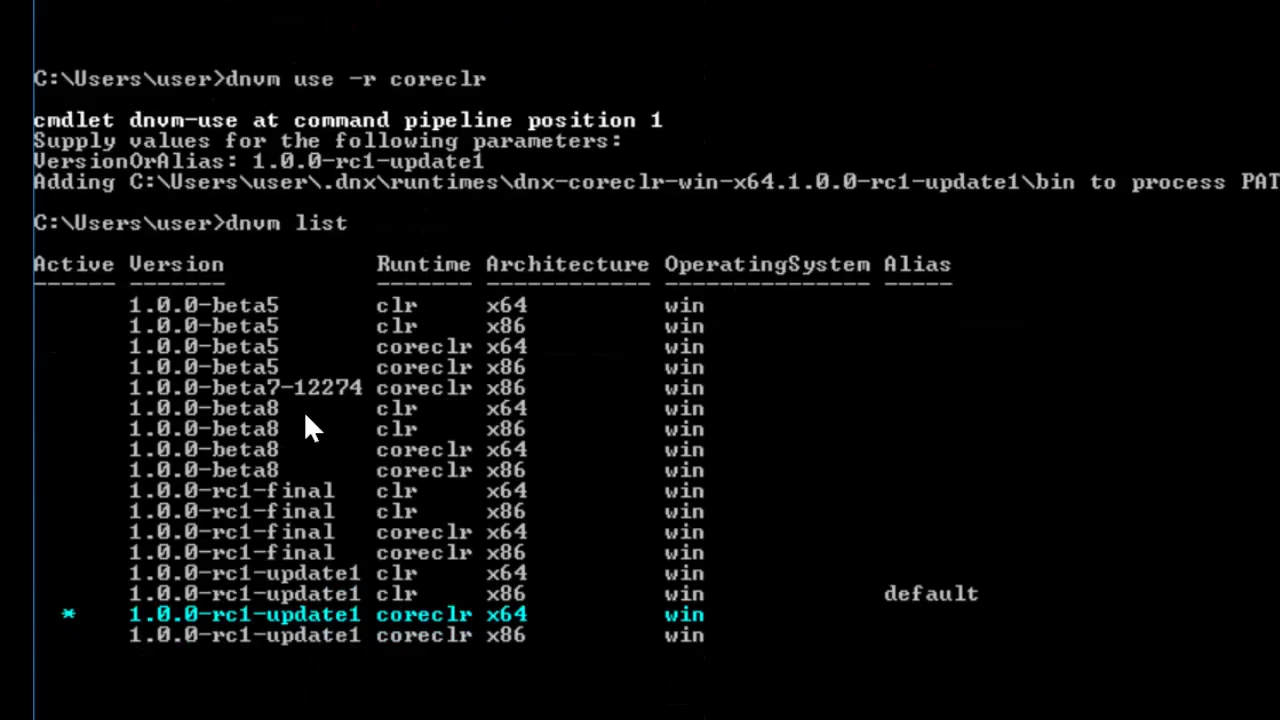 C:\Users\user>dnvm use -r coreclr
cmdlet dnvm-use at command pipeline position 1
Supply values for the following parameters:
VersionOrAlias: 1.0.0-rc1-update1
Adding C:\Users\user\.dnx\runtimes\dnx-coreclr-win-x64.1.0.0-rc1-update1\bin to process PAT
C:\Users\user>dnvm list
Active Version Runtime Architecture OperatingSystem Alias
------ ------- ------- ------------ --------------- -----
1.0.0-beta5 clr x64 win
1.0.0-beta5 clr x86 win
1.0.0-beta5 coreclr x64 win
1.0.0-beta5 coreclr x86 win
1.0.0-beta7-12274 coreclr x86 win
1.0.0-beta8 clr x64 win
1.0.0-beta8 clr x86 win
1.0.0-beta8 coreclr x64 win
1.0.0-beta8 coreclr x86 win
1.0.0-rc1-final clr x64 win
1.0.0-rc1-final clr x86 win
1.0.0-rc1-final coreclr x64 win
1.0.0-rc1-final coreclr x86 win
1.0.0-rc1-update1 clr x64 win
1.0.0-rc1-update1 clr x86 win default
* 1.0.0-rc1-update1 coreclr x64 win
1.0.0-rc1-update1 coreclr x86 win